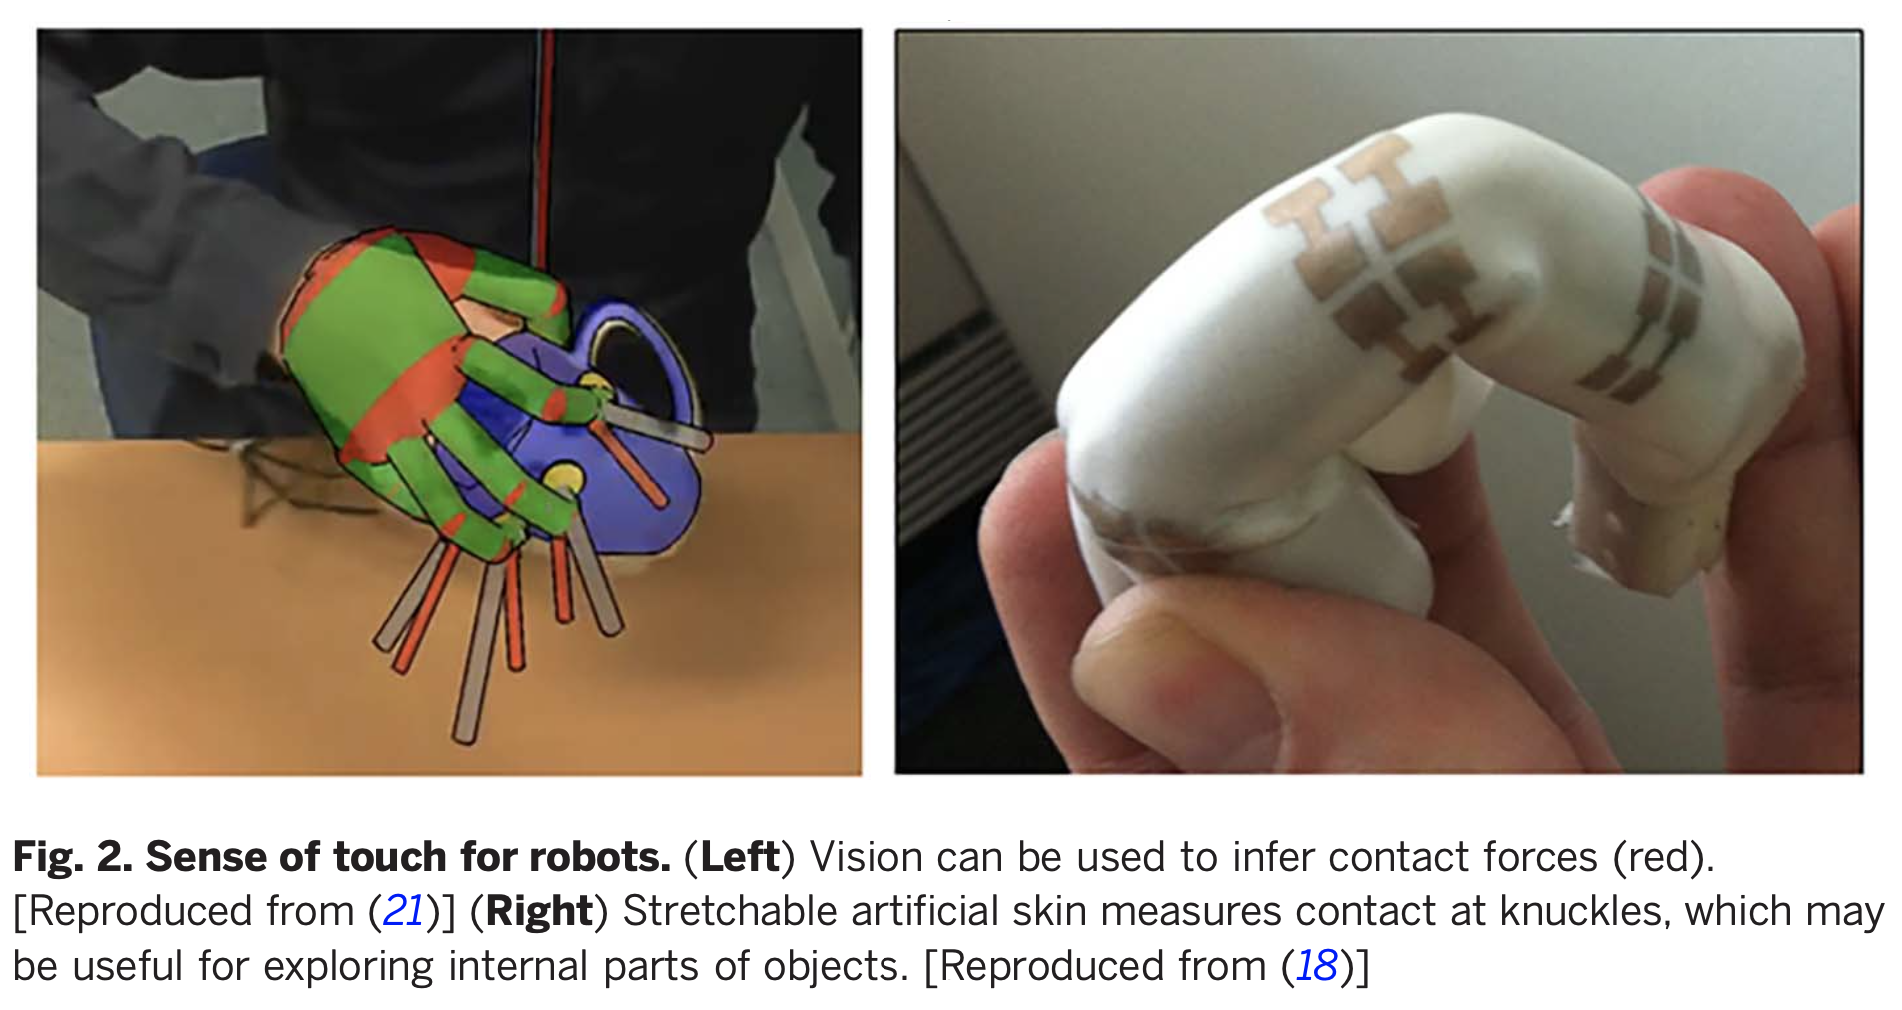 Fig. 2. Sense of touch for robots. (Left) Vision can be used to infer contact forces (red).
[Reproduced from (21)] (Right) Stretchable artificial skin measures contact at knuckles, which may
be useful for exploring internal parts of objects. [Reproduced from (18)]